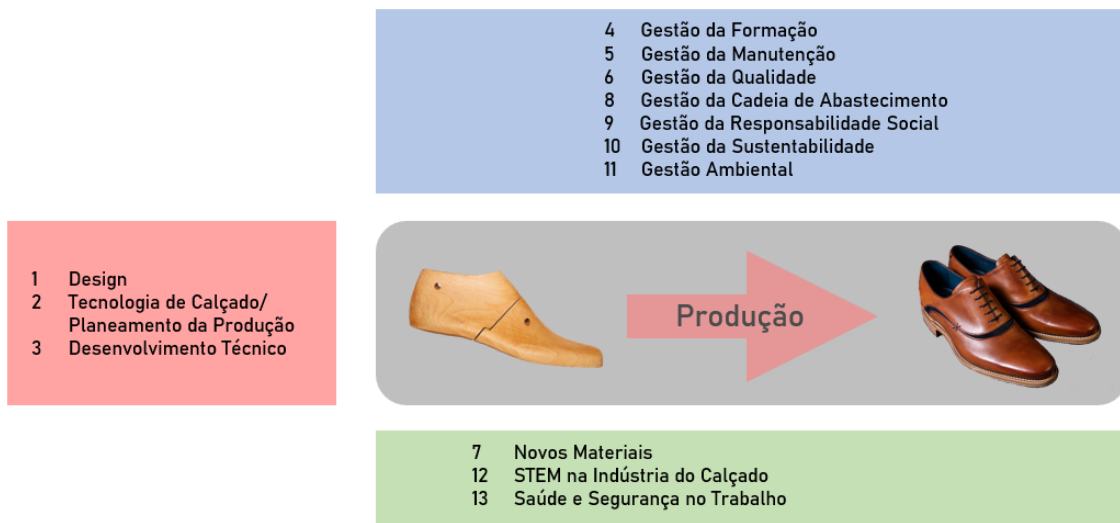 4 Gestão da Formação
5 Gestão da Manutenção
6 Gestão da Qualidade
8 Gestão da Cadeia de Abastecimento
9 Gestão da Responsabilidade Social
10 Gestão da Sustentabilidade
11 Gestão Ambiental
1 Design
2 Tecnologia de Calçado/
Planeamento da Produção
3 Desenvolvimento Técnico
Produção
7 Novos Materiais
12 STEM na Indústria do Calçado
13 Saúde e Segurança no Trabalho